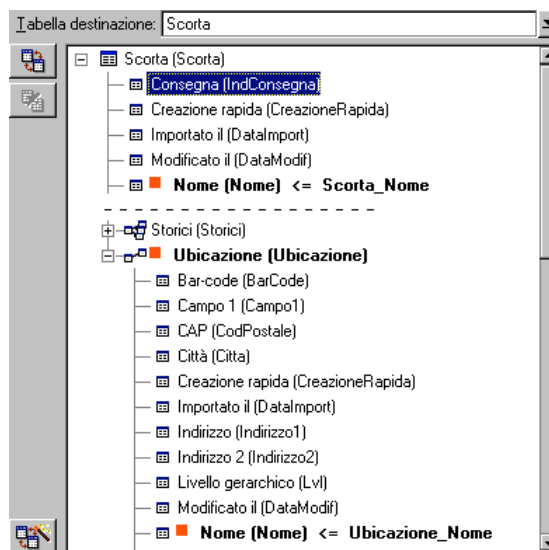 Tabella destinazione: Scorta
Scorta (Scorta)
Consegna (IndConsegna)
Creazione rapida (CreazioneRapida)
Importato il (DataImport)
Modificato il (DataModif)
Nome (Nome) <= Scorta_Nome
Storici (Storici)
Ubicazione (Ubicazione)
Bar-code (BarCode)
Campo 1 (Campo1)
CAP (CodPostale)
Città (Citta)
Creazione rapida (CreazioneRapida)
Importato il (DataImport)
Indirizzo (Indirizzo1)
Indirizzo 2 (Indirizzo2)
Livello gerarchico (Lvl)
Modificato il (DataModif)
Nome (Nome) <= Ubicazione_Nome